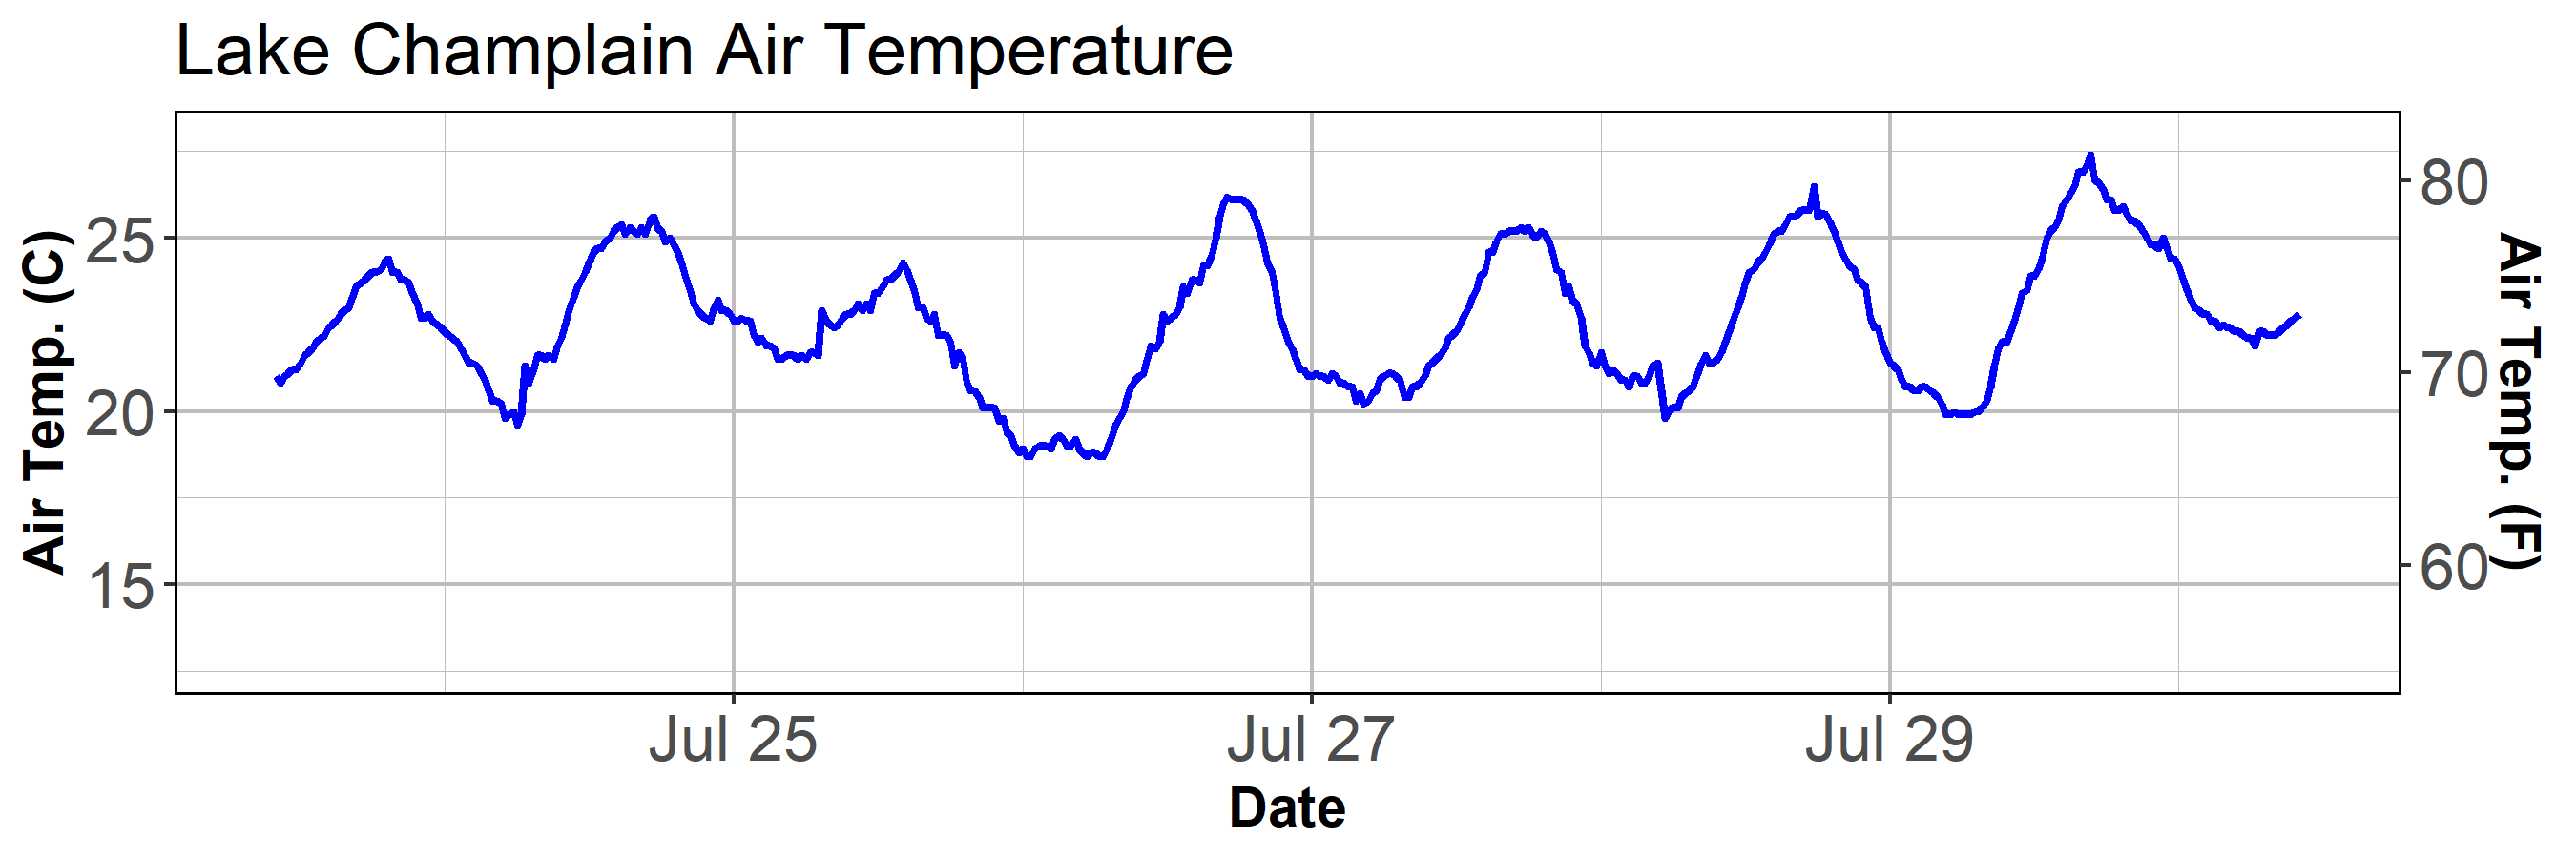 Lake Champlain Air Temperature
Air Temp. (C)
25
20
15
80
70
60
Air Temp. (F)
Jul 25
Jul 27
Jul 29
Date